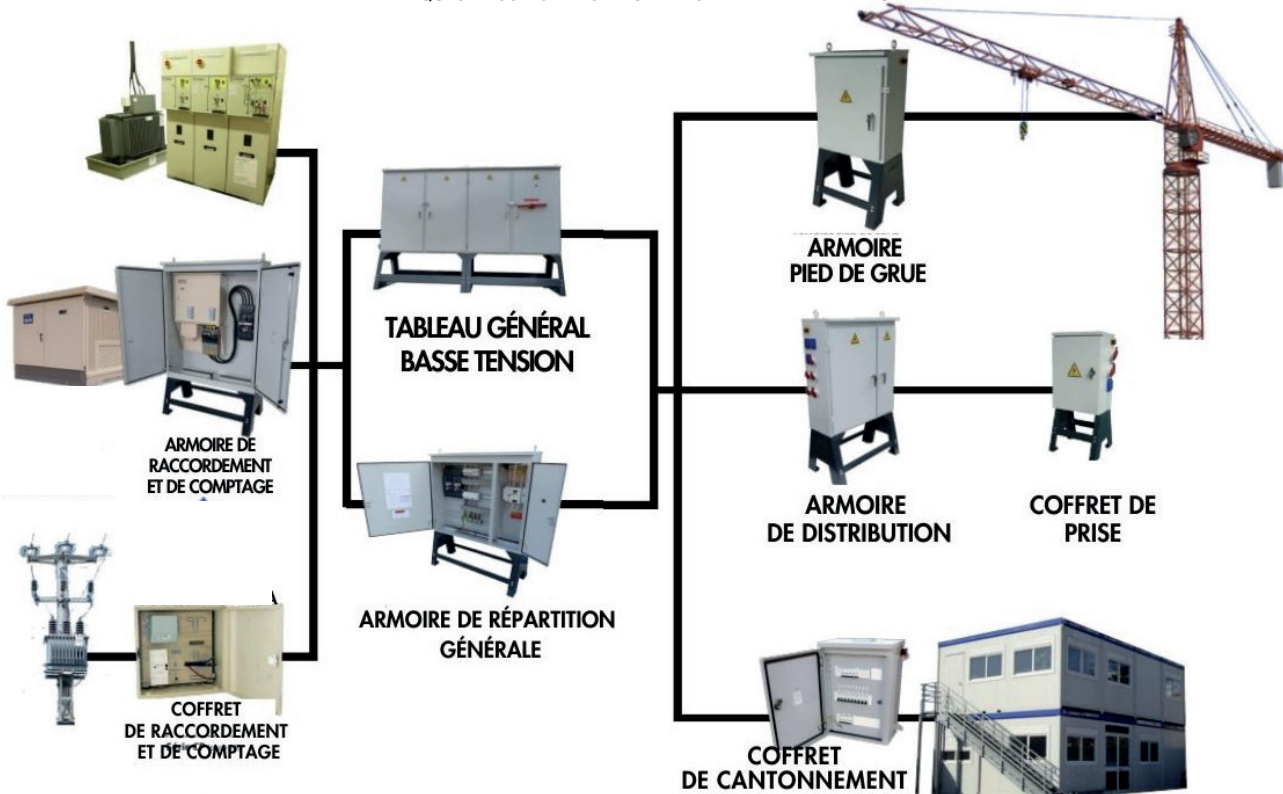 ARMOIRE
PIED DE GRUE
TABLEAU GÉNÉRAL
BASSE TENSION
ARMOIRE DE
RACCORDEMENT
ET DE COMPTAGE
ARMOIRE
DE DISTRIBUTION
COFFRET DE
PRISE
ARMOIRE DE RÉPARTITION
GÉNÉRALE
COFFRET
DE RACCORDEMENT
ET DE COMPTAGE
COFFRET
DE CANTONNEMENT